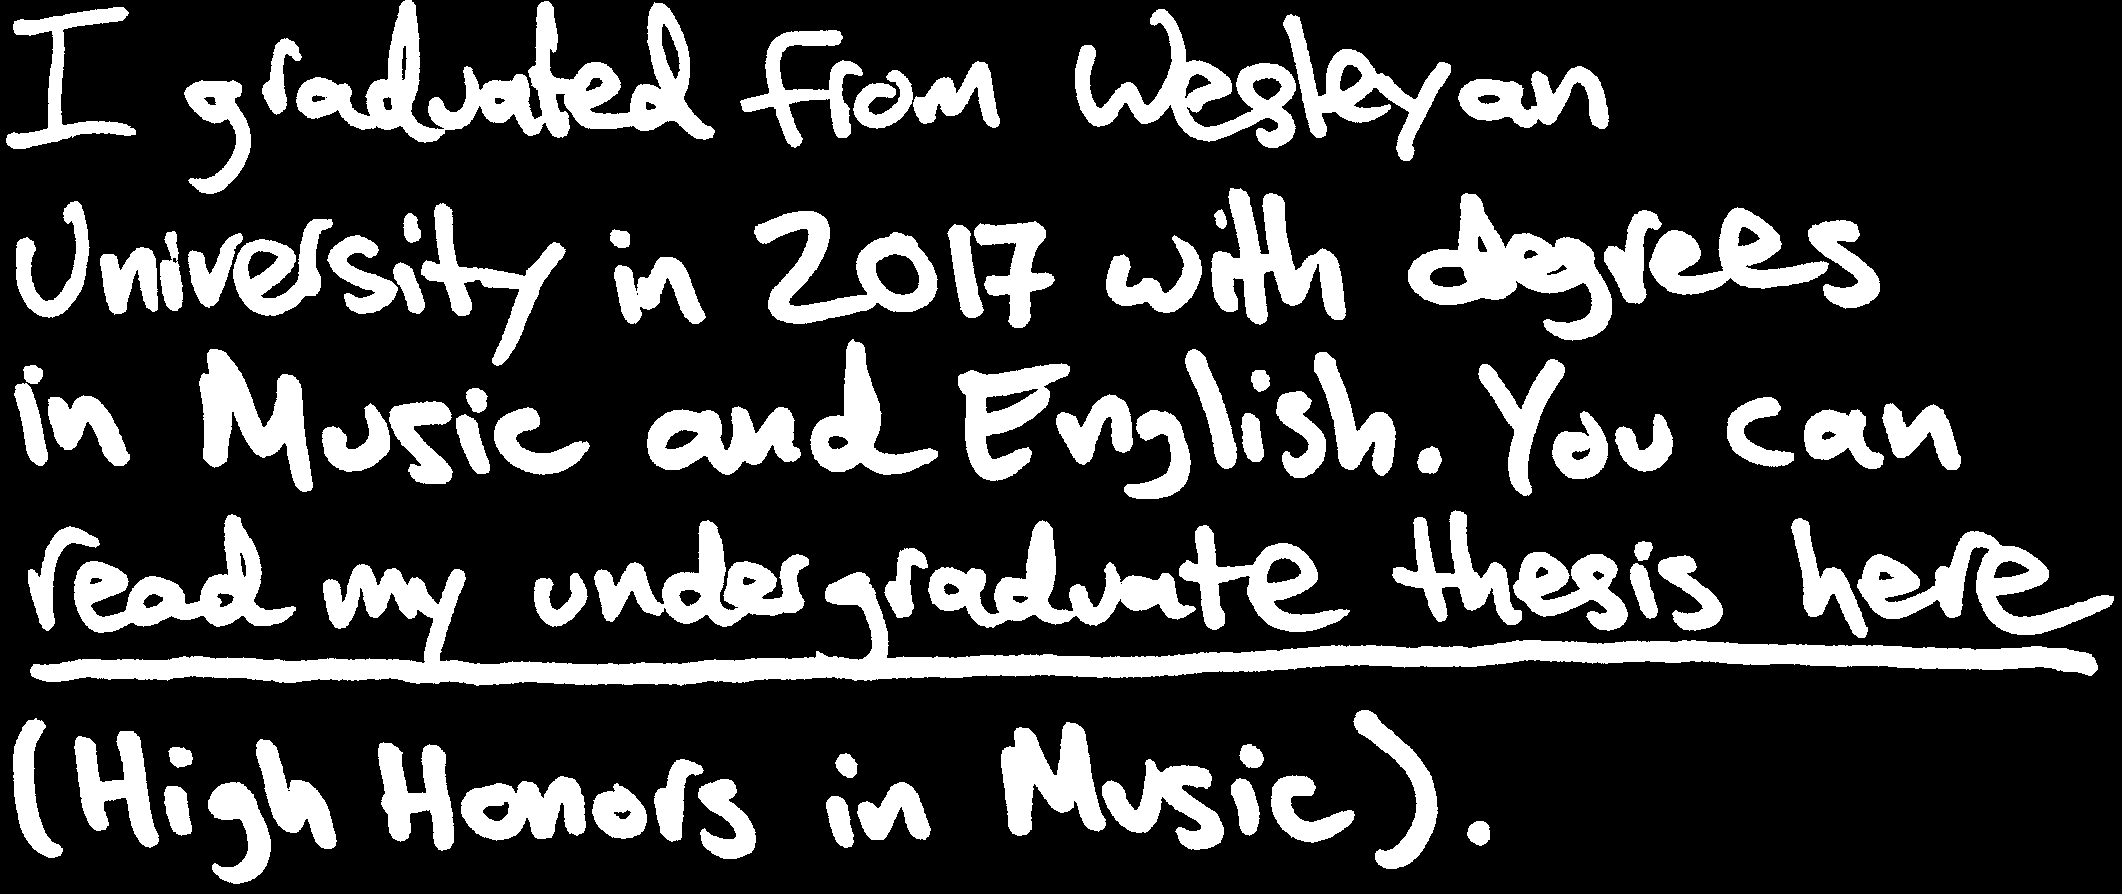 I graduated from Wesleyan
University in 2017 with degrees
in Music and English. You can
read my undergraduate thesis here
(High Honors in Music).